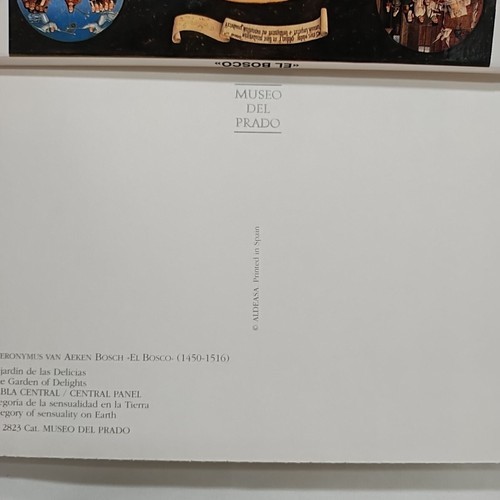 »EL BOSCO«
MUSEO
DEL
PRADO
© ALDEASA Printed in Spain
ERONYMUS VAN AEKEN BOSCH «EL BOSCO» (1450-1516)
jardin de las Delicias
e Garden of Delights
BLA CENTRAL / CENTRAL PANEL
egoria de la sensualidad en la Tierra
egory of sensuality on Earth
2823 Cat. MUSEO DEL PRADO